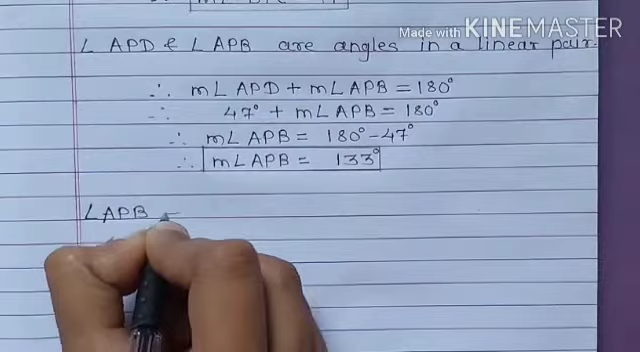 Made with KINEMASTER
∠ APD & ∠ APB are angles in a linear pair.
∴ m∠ APD + m∠ APB = 180°
∴ 47° + m∠ APB = 180°
∴ m∠ APB = 180° - 47°
∴ m∠ APB = 133°
∠ APB